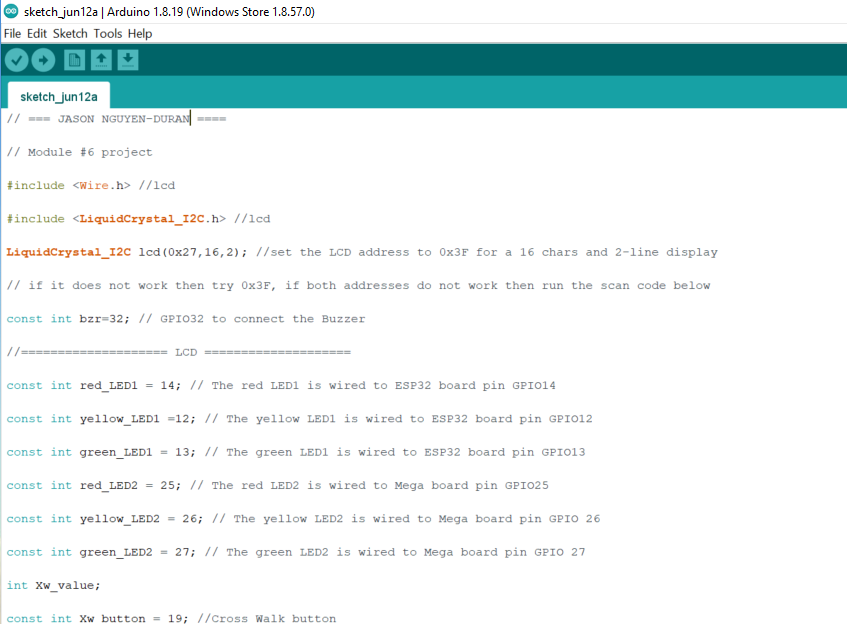 sketch_jun12a | Arduino 1.8.19 (Windows Store 1.8.57.0)
File Edit Sketch Tools Help
sketch_jun12a
// === JASON NGUYEN-DURAN ====
// Module #6 project
#include <Wire.h> //lcd
#include <LiquidCrystal_I2C.h> //lcd
LiquidCrystal_I2C lcd(0x27,16,2); //set the LCD address to 0x3F for a 16 chars and 2-line display
// if it does not work then try 0x3F, if both addresses do not work then run the scan code below
const int bzr=32; // GPIO32 to connect the Buzzer
//==================== LCD ====================
const int red_LED1 = 14; // The red LED1 is wired to ESP32 board pin GPIO14
const int yellow_LED1 =12; // The yellow LED1 is wired to ESP32 board pin GPIO12
const int green_LED1 = 13; // The green LED1 is wired to ESP32 board pin GPIO13
const int red_LED2 = 25; // The red LED2 is wired to Mega board pin GPIO25
const int yellow_LED2 = 26; // The yellow LED2 is wired to Mega board pin GPIO 26
const int green_LED2 = 27; // The green LED2 is wired to Mega board pin GPIO 27
int Xw_value;
const int Xw_button = 19; //Cross Walk button